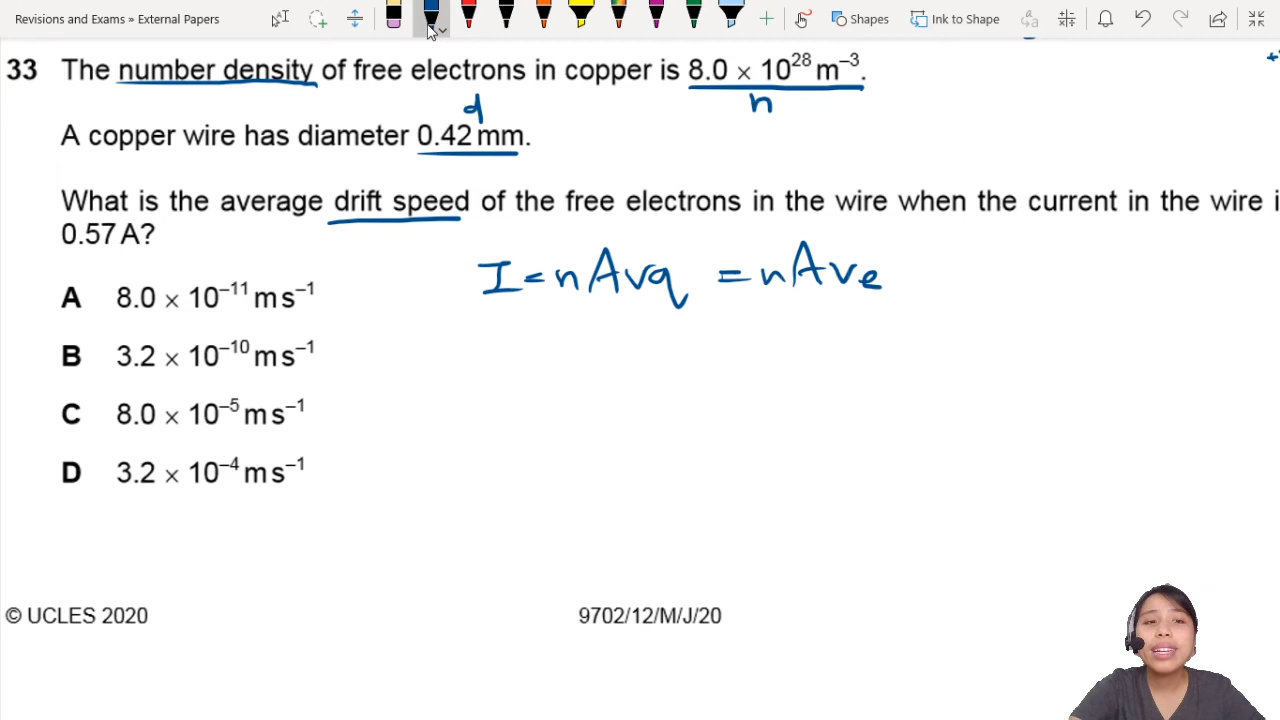 Revisions and Exams » External Papers
Shapes
Ink to Shape
33 The number density of free electrons in copper is 8.0 × 10²⁸ m⁻³.
n
d
A copper wire has diameter 0.42 mm.
What is the average drift speed of the free electrons in the wire when the current in the wire i
0.57 A?
I = nAvq = nAve
A 8.0 × 10⁻¹¹ m s⁻¹
B 3.2 × 10⁻¹⁰ m s⁻¹
C 8.0 × 10⁻⁵ m s⁻¹
D 3.2 × 10⁻⁴ m s⁻¹
© UCLES 2020
9702/12/M/J/20